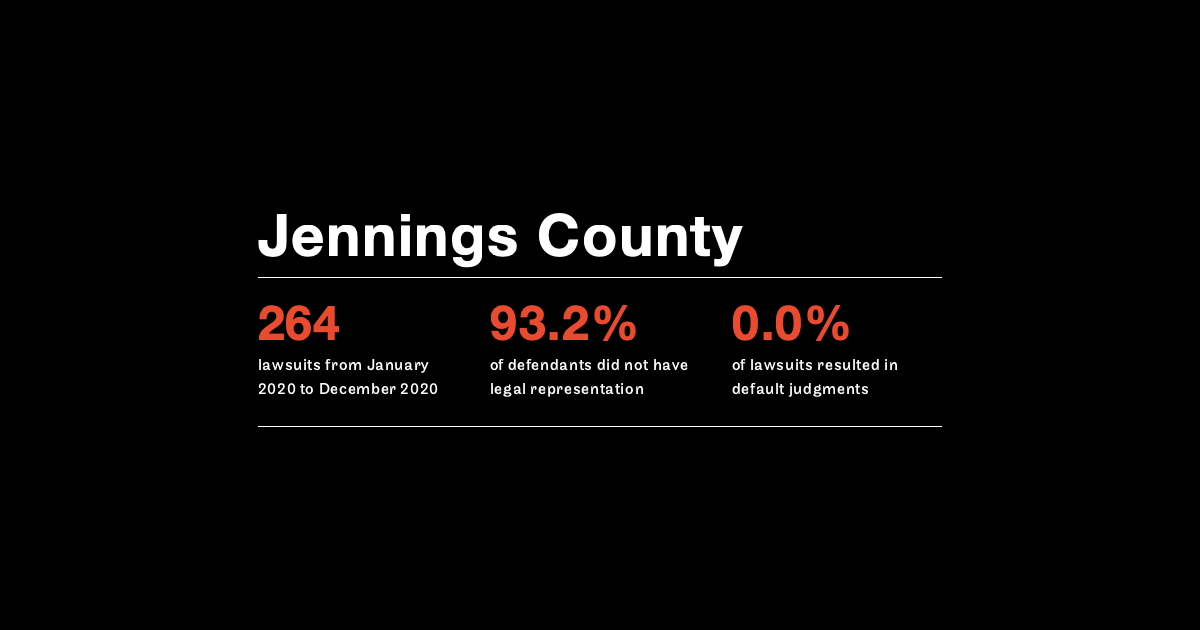 Jennings County
264
lawsuits from January
2020 to December 2020
93.2%
of defendants did not have
legal representation
0.0%
of lawsuits resulted in
default judgments